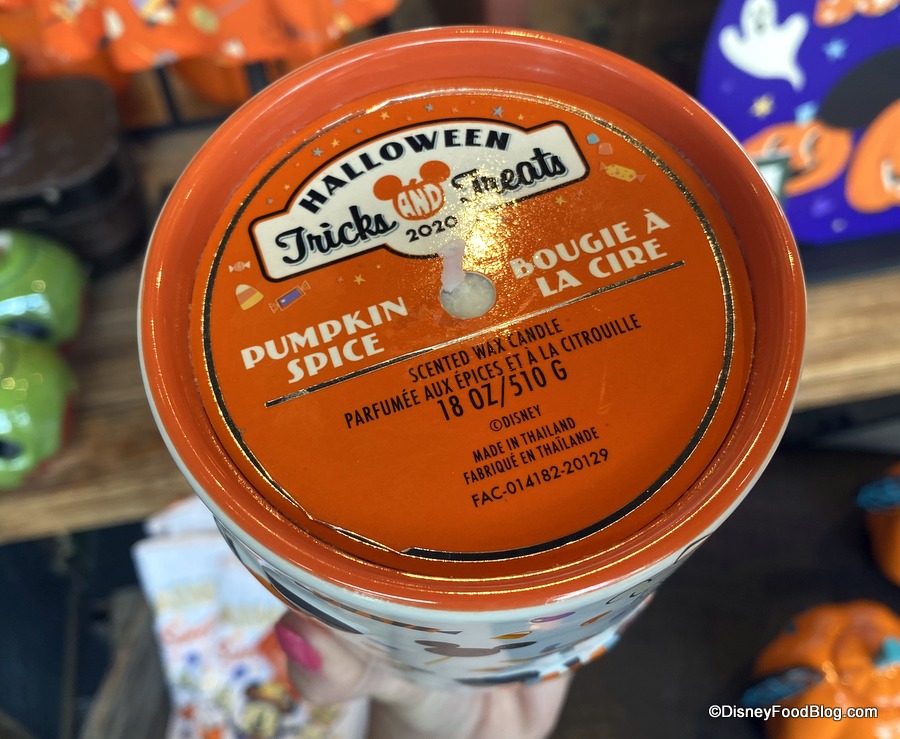 HALLOWEEN
Tricks AND Treats
2020
PUMPKIN
SPICE
BOUGIE À
LA CIRE
SCENTED WAX CANDLE
PARFUMÉE AUX ÉPICES ET À LA CITROUILLE
18 OZ/510 G
©DISNEY
MADE IN THAILAND
FABRIQUÉ EN THAÏLANDE
FAC-014182-20129
©DisneyFoodBlog.com